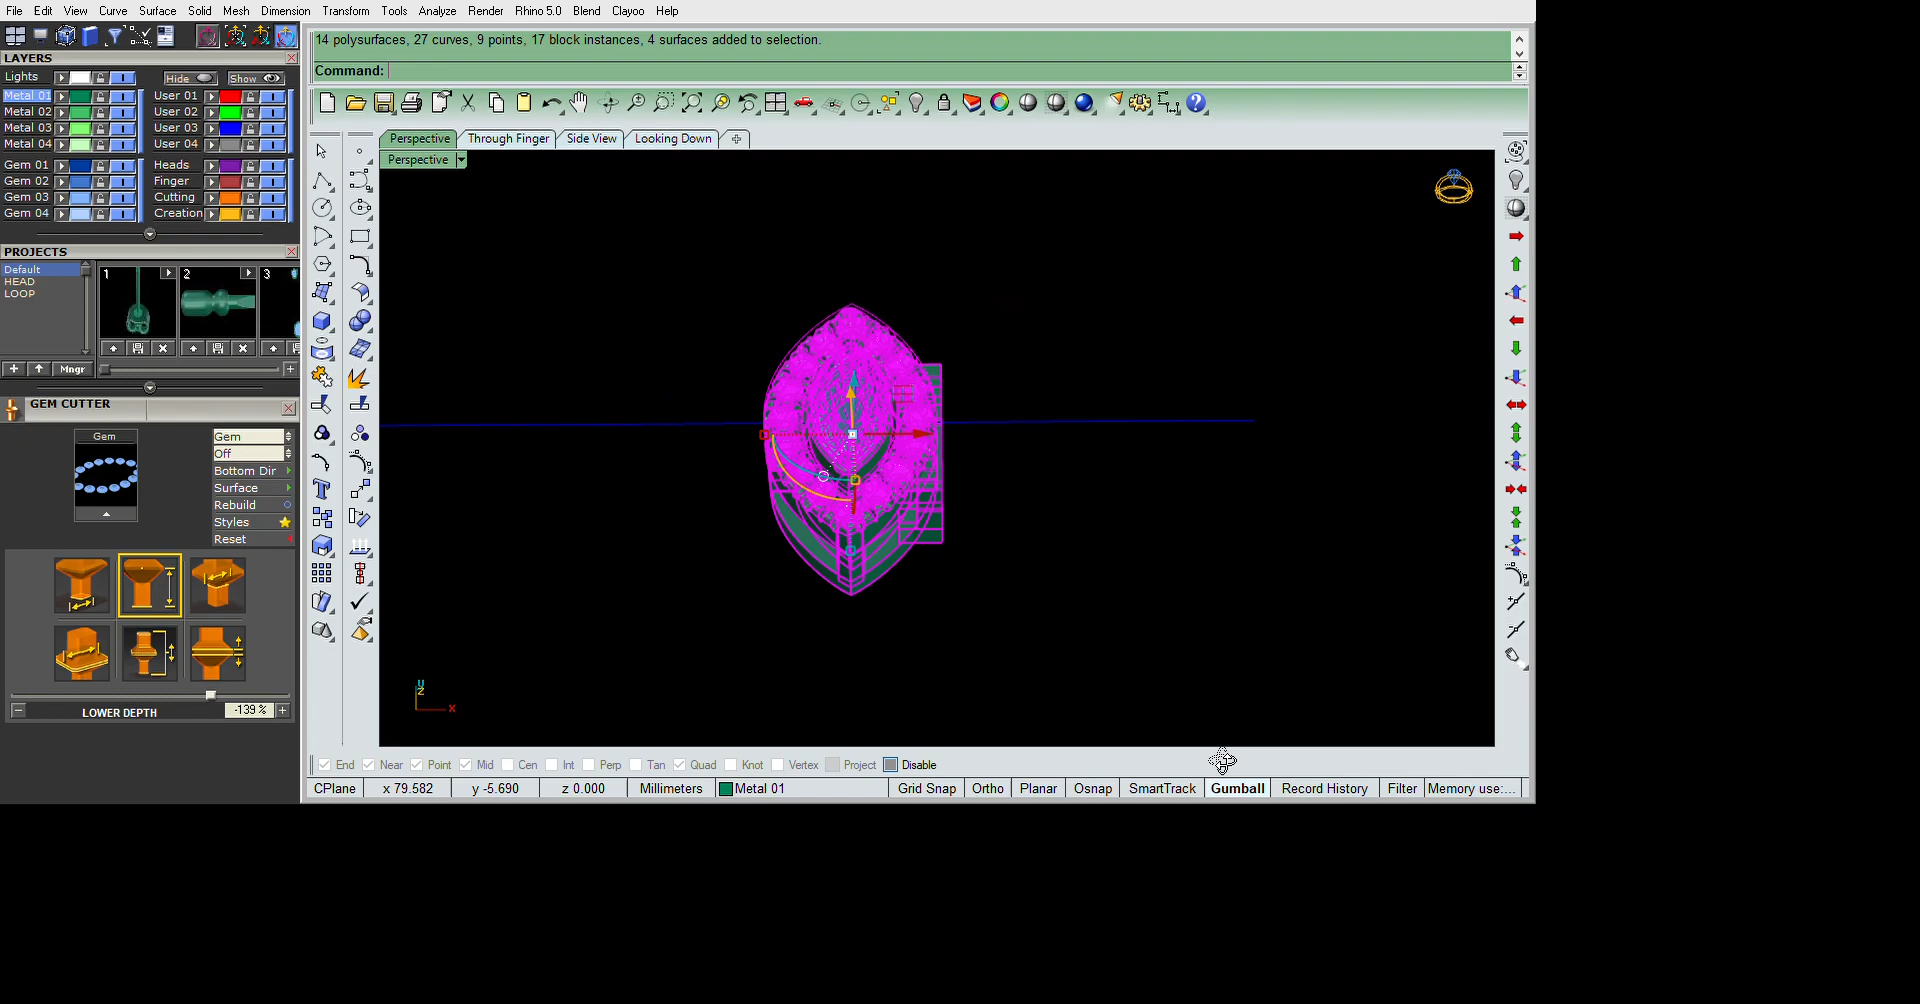 File Edit View Curve Surface Solid Mesh Dimension Transform Tools Analyze Render Rhino 5.0 Blend Clayoo Help
14 polysurfaces, 27 curves, 9 points, 17 block instances, 4 surfaces added to selection.
Command:
LAYERS
Lights Hide Show
Metal 01 User 01
Metal 02 User 02
Metal 03 User 03
Metal 04 User 04
Gem 01 Heads
Gem 02 Finger
Gem 03 Cutting
Gem 04 Creation
PROJECTS
Default
HEAD
LOOP
1 2 3
Mngr
GEM CUTTER
Gem
Gem
Off
Bottom Dir
Surface
Rebuild
Styles
Reset
LOWER DEPTH -139 %
Perspective Through Finger Side View Looking Down
Perspective
z
x
End Near Point Mid Cen Int Perp Tan Quad Knot Vertex Project Disable
CPlane x 79.582 y -5.690 z 0.000 Millimeters Metal 01 Grid Snap Ortho Planar Osnap SmartTrack Gumball Record History Filter Memory use:...